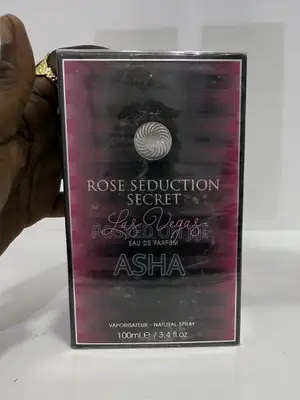 ROSE SEDUCTION
SECRET
Las Vegas
EAU DE PARFUM
ASHA
VAPORISATEUR - NATURAL SPRAY
100ml e / 3.4 fl.oz